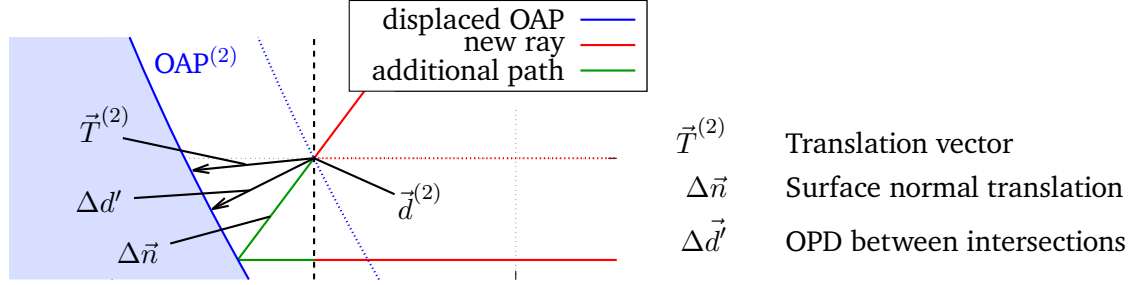 displaced OAP
new ray
additional path
OAP⁽²⁾
T⃗⁽²⁾
Δd′
Δn⃗
d⃗⁽²⁾
T⃗⁽²⁾ Translation vector
Δn⃗ Surface normal translation
Δd⃗′ OPD between intersections